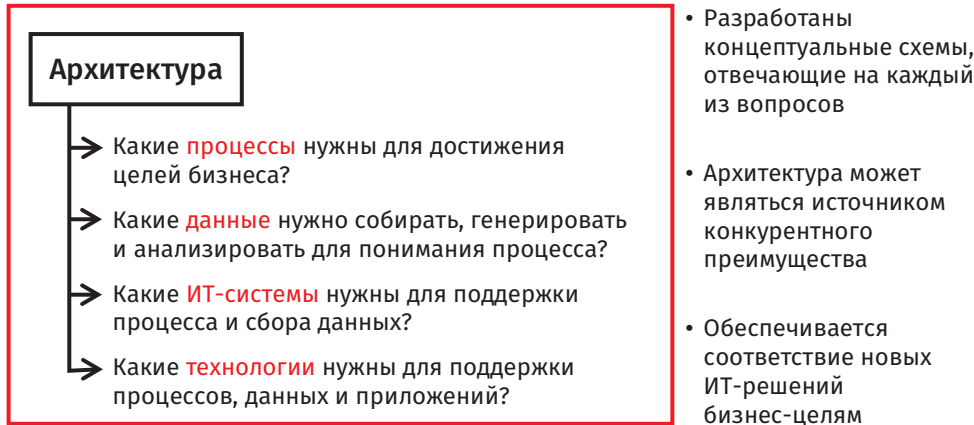 Архитектура
Какие процессы нужны для достижения
целей бизнеса?
Какие данные нужно собирать, генерировать
и анализировать для понимания процесса?
Какие ИТ-системы нужны для поддержки
процесса и сбора данных?
Какие технологии нужны для поддержки
процессов, данных и приложений?
• Разработаны
концептуальные схемы,
отвечающие на каждый
из вопросов
• Архитектура может
являться источником
конкурентного
преимущества
• Обеспечивается
соответствие новых
ИТ-решений
бизнес-целям